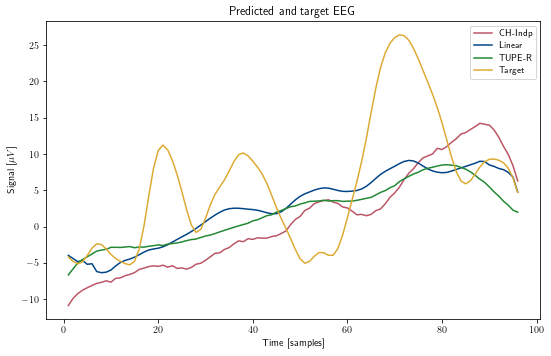 Predicted and target EEG
CH-Indp
Linear
TUPE-R
Target
Signal [μV]
25
20
15
10
5
0
−5
−10
0 20 40 60 80 100
Time [samples]